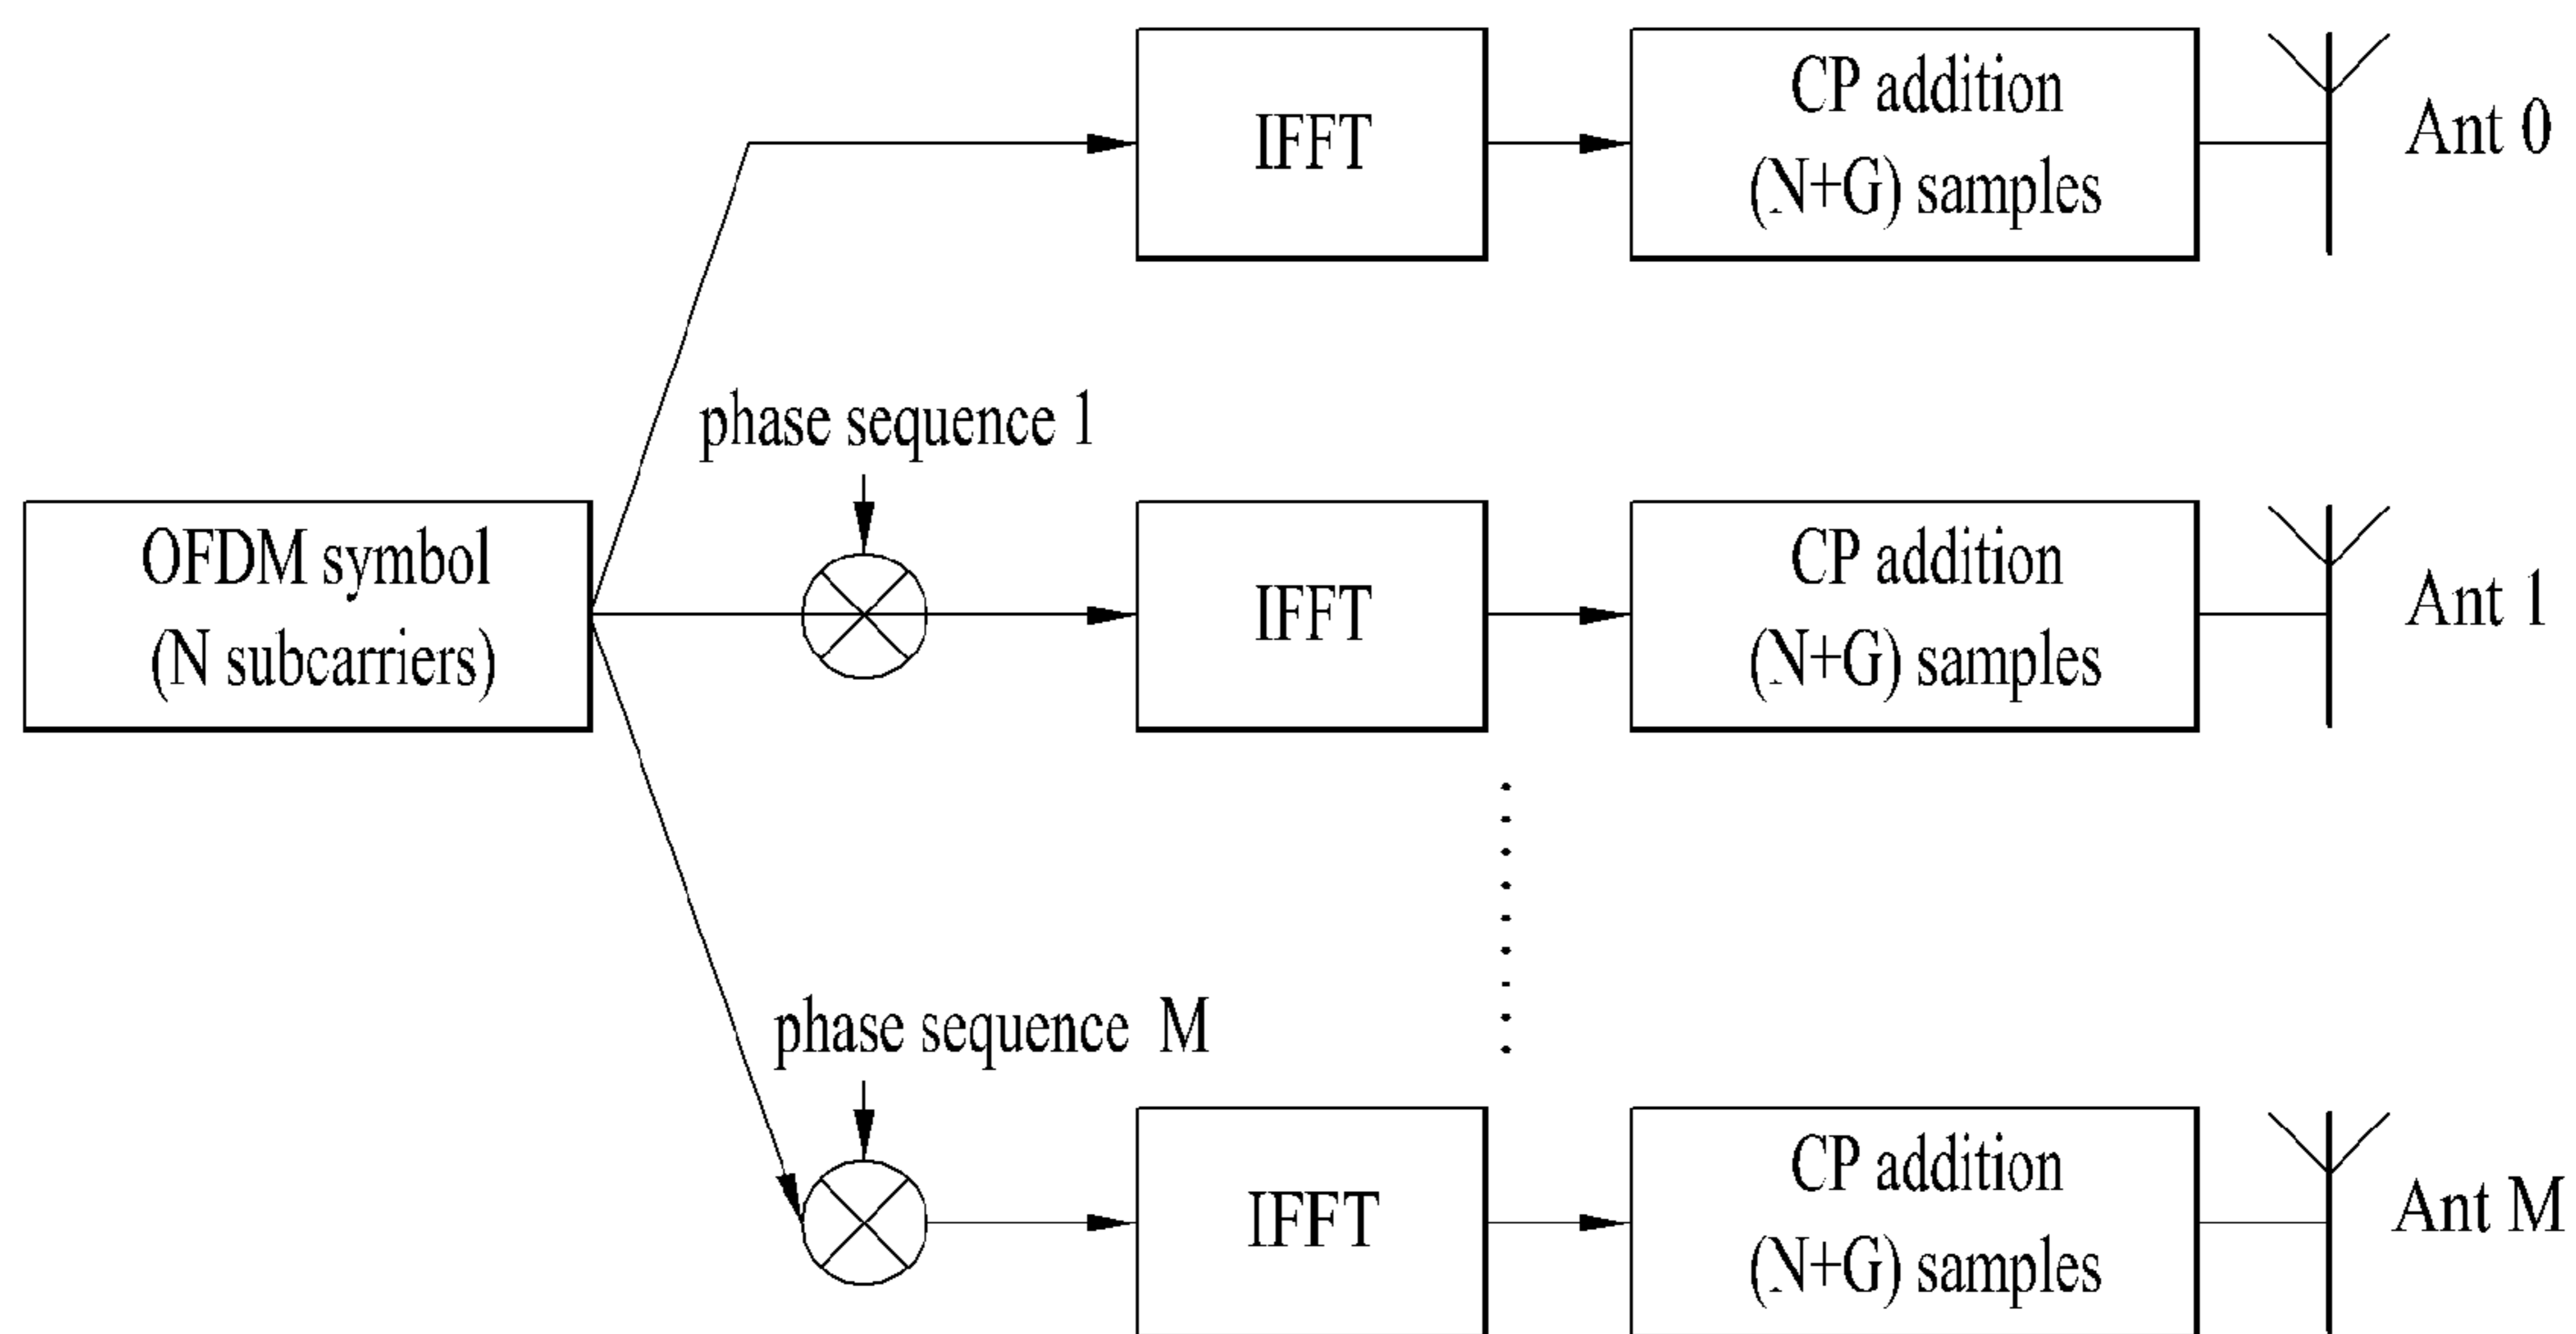 IFFT
CP addition
(N+G) samples
Ant 0
phase sequence 1
OFDM symbol
(N subcarriers)
IFFT
CP addition
(N+G) samples
Ant 1
phase sequence M
IFFT
CP addition
(N+G) samples
Ant M